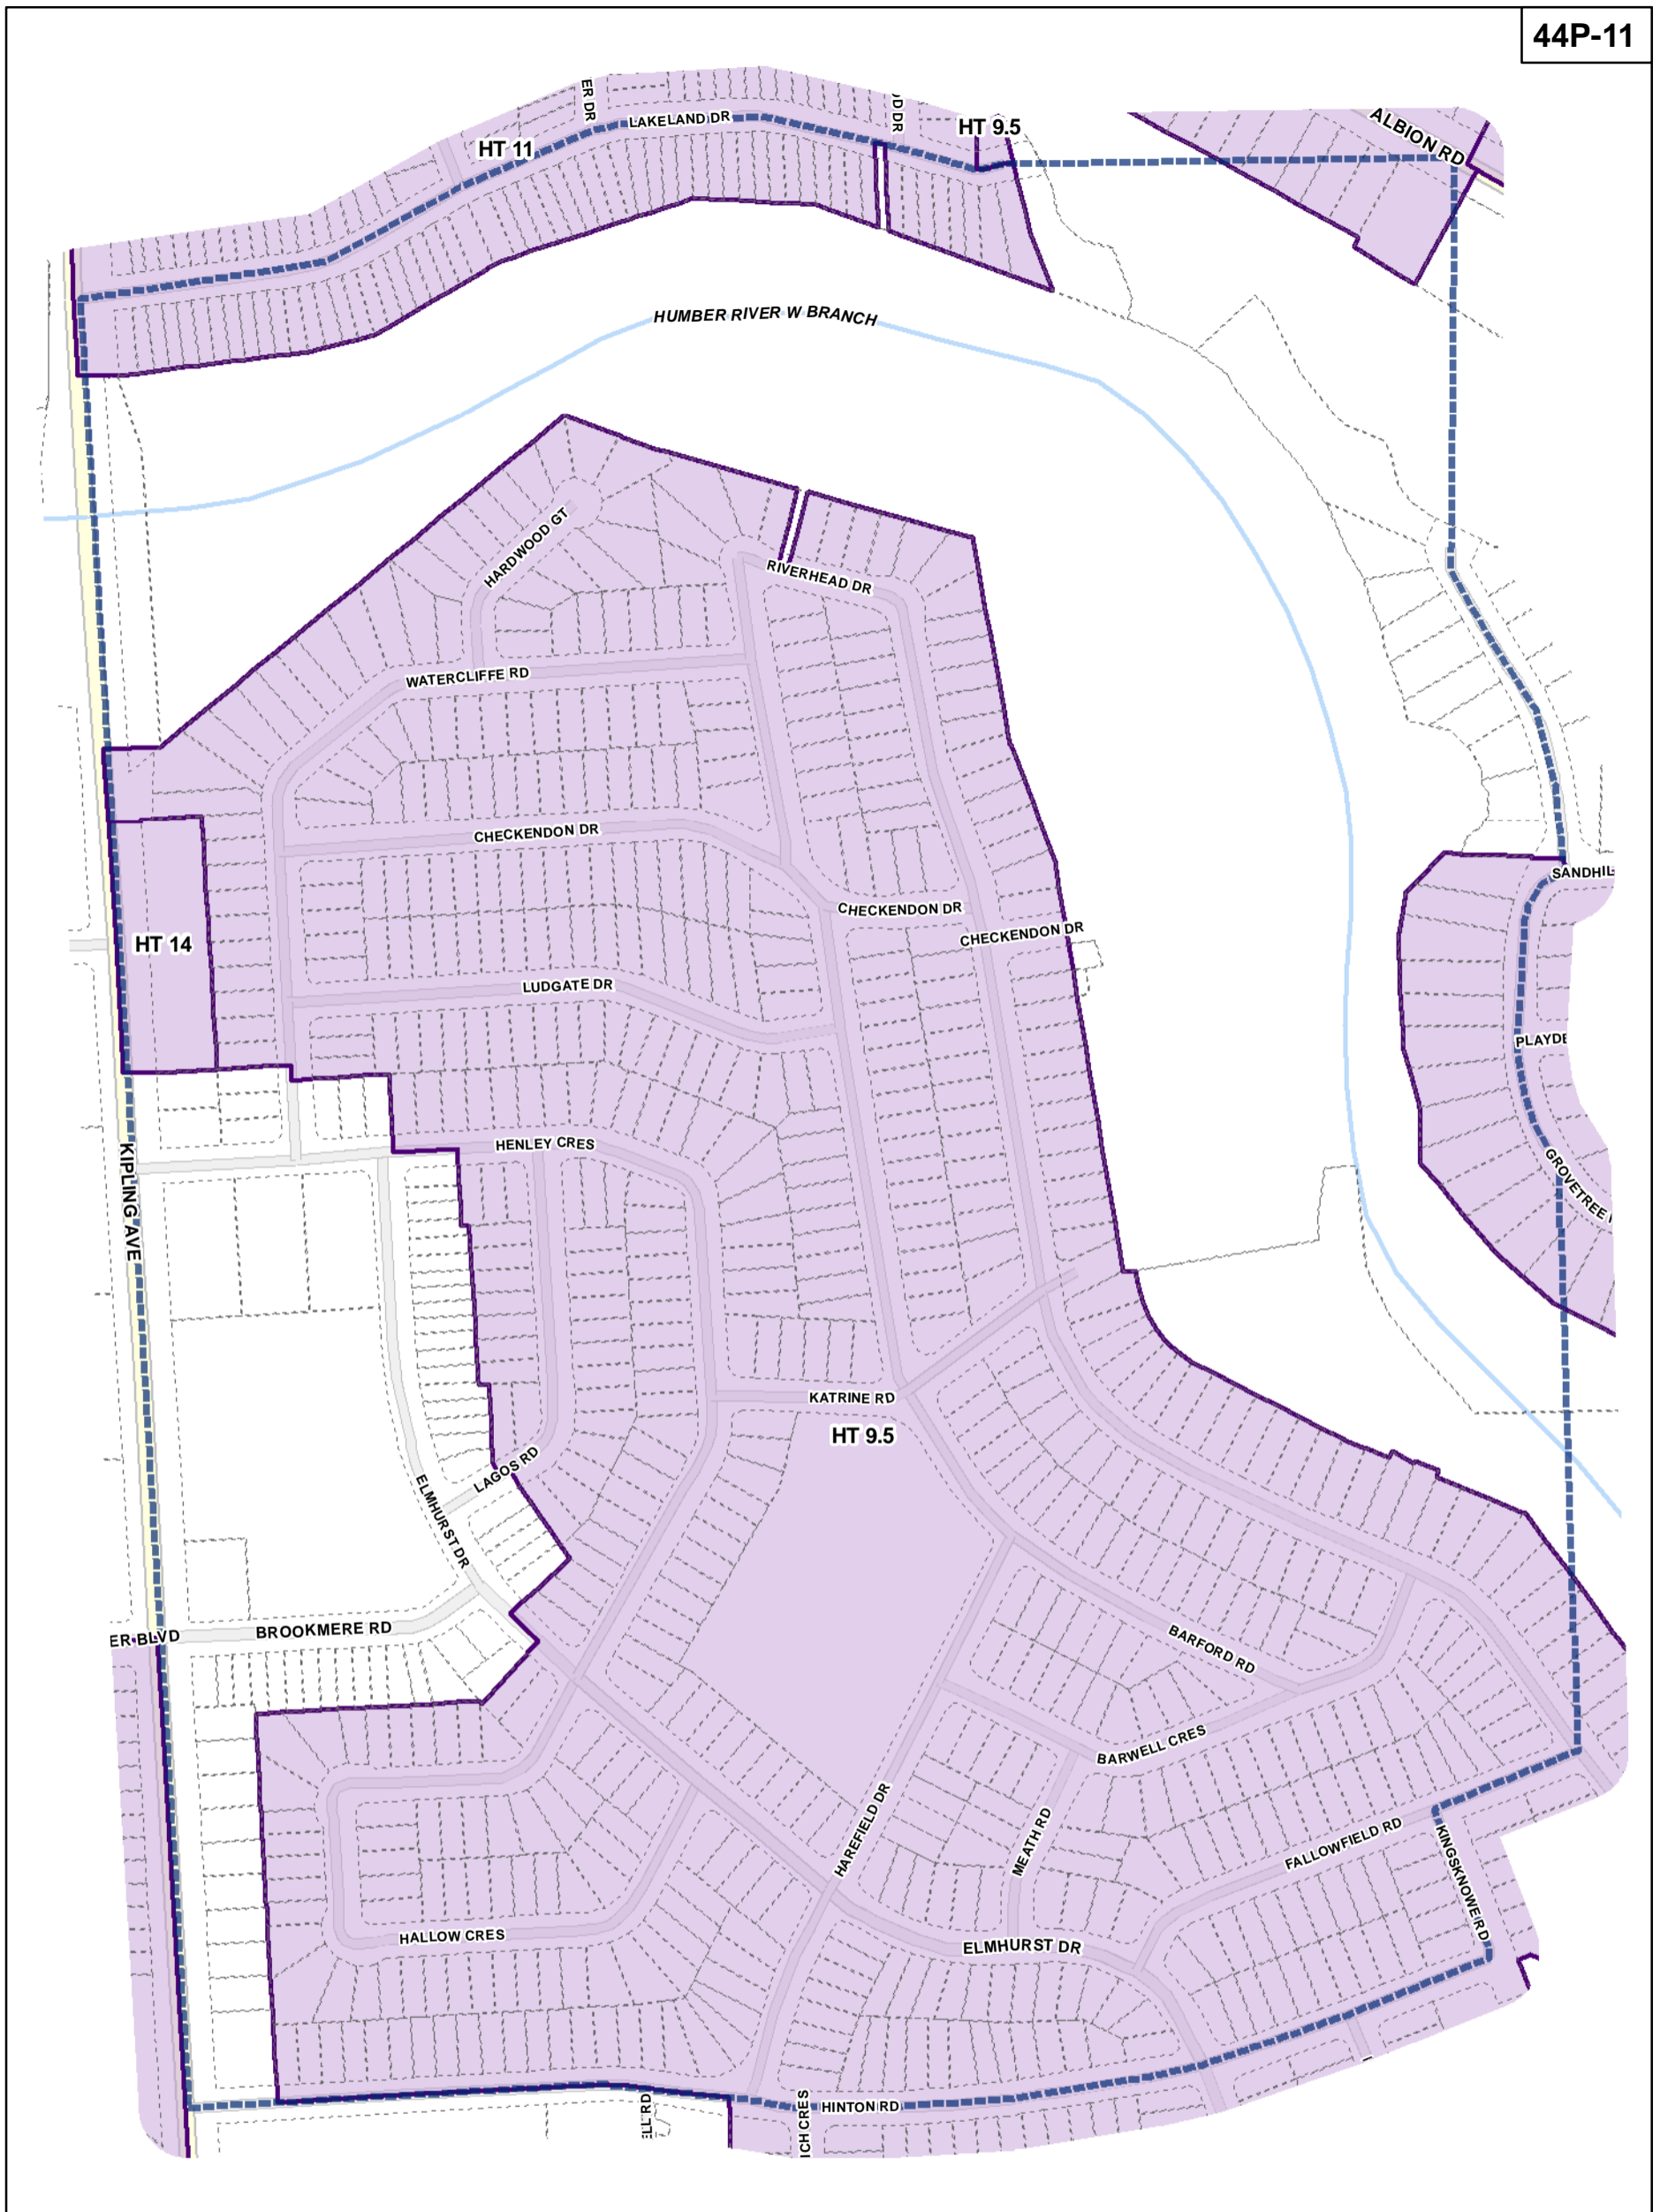 44P-11
ER DR
LAKELAND DR
D DR
HT 9.5
HT 11
ALBION RD
HUMBER RIVER W BRANCH
HARDWOOD GT
RIVERHEAD DR
WATERCLIFFE RD
CHECKENDON DR
SANDHIL
CHECKENDON DR
CHECKENDON DR
HT 14
LUDGATE DR
PLAYDE
HENLEY CRES
KIPLING AVE
GROVETREE
KATRINE RD
HT 9.5
LAGOS RD
ELMHURST DR
BROOKMERE RD
ER BLVD
BARFORD RD
BARWELL CRES
HAREFIELD DR
MEATH RD
FALLOWFIELD RD
KINGSKNOWE RD
HALLOW CRES
ELMHURST DR
HINTON RD
ELL RD
ICH CRES